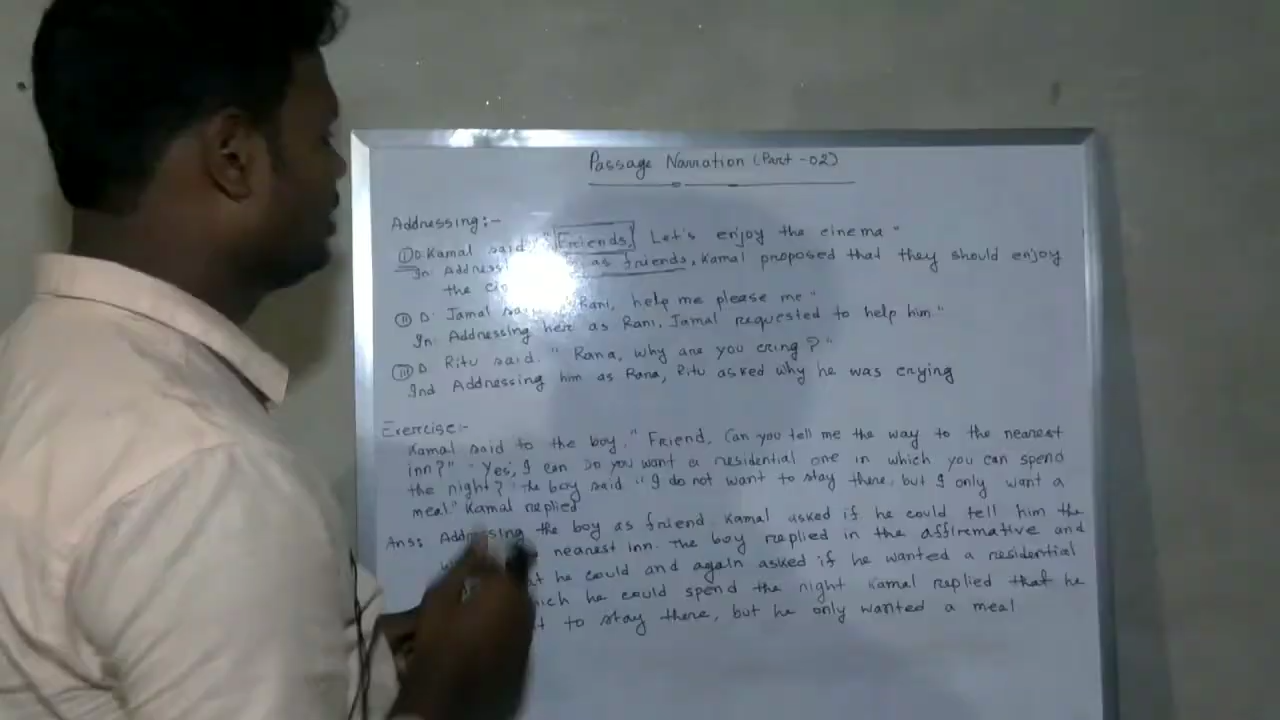 Passage Narration (Part -02)
Addressing:-
(i) D: Kamal said, "Friends, Let's enjoy the cinema"
In: Address as friends, Kamal proposed that they should enjoy
the
(ii) D: Jamal "Rani, help me please me"
In: Addressing her as Rani, Jamal requested to help him."
(iii) D. Ritu said. "Rana, why are you cring?"
Ind Addressing him as Rana, Ritu asked why he was crying
Exercise:-
Kamal said to the boy, "Friend, Can you tell me the way to the nearest
inn?" "Yes, I can Do you want a residential one in which you can spend
the night?" the boy said "I do not want to stay there, but I only want a
meal" Kamal replied
Ans: Addressing the boy as friend, Kamal asked if he could tell him the
nearest inn. The boy replied in the affirmative and
he could and again asked if he wanted a residential
he could spend the night Kamal replied that he
to stay there, but he only wanted a meal